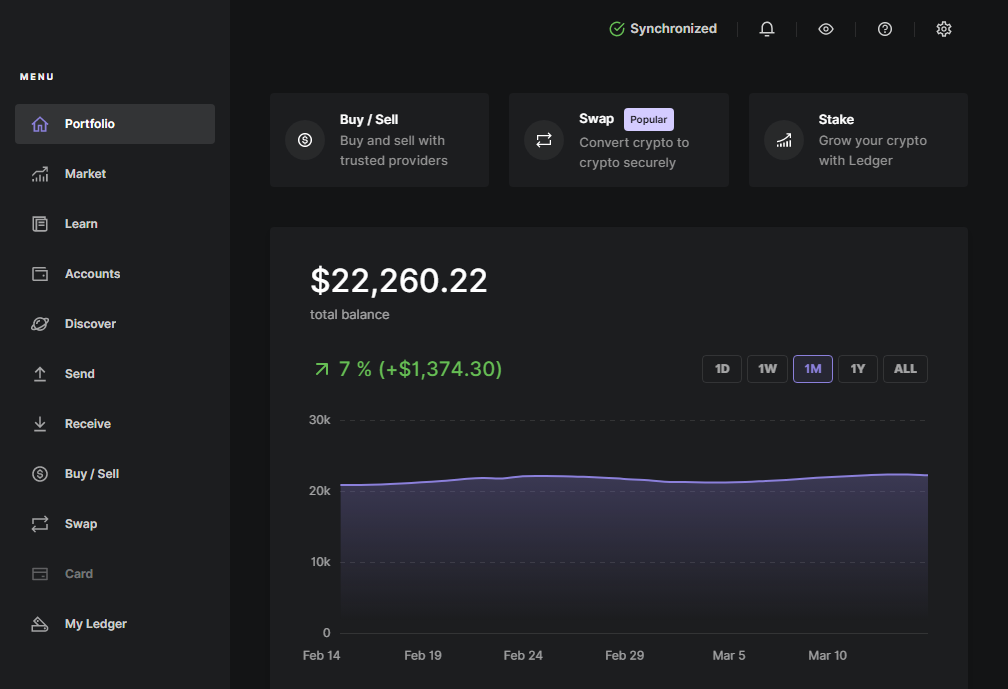 Synchronized
MENU
Portfolio
Market
Learn
Accounts
Discover
Send
Receive
Buy / Sell
Swap
Card
My Ledger
Buy / Sell
Buy and sell with
trusted providers
Swap Popular
Convert crypto to
crypto securely
Stake
Grow your crypto
with Ledger
$22,260.22
total balance
7 % (+$1,374.30)
1D 1W 1M 1Y ALL
30k
20k
10k
0
Feb 14 Feb 19 Feb 24 Feb 29 Mar 5 Mar 10